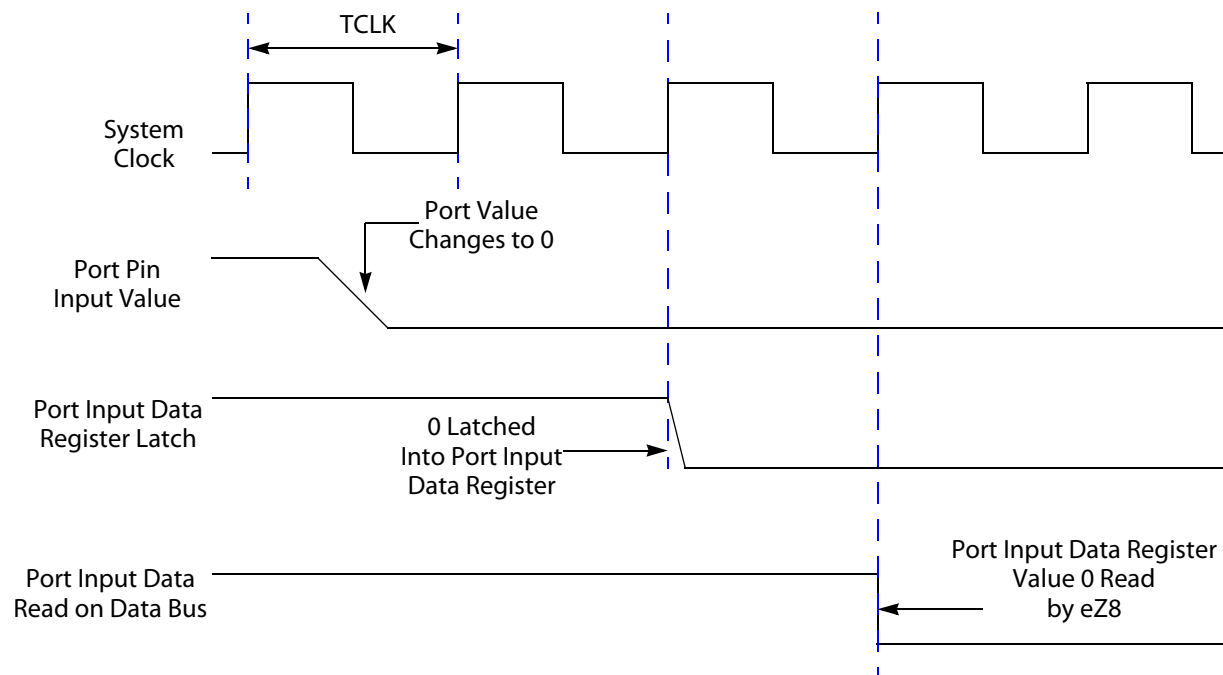 TCLK
System
Clock
Port Value
Changes to 0
Port Pin
Input Value
Port Input Data
Register Latch
0 Latched
Into Port Input
Data Register
Port Input Data Register
Value 0 Read
by eZ8
Port Input Data
Read on Data Bus